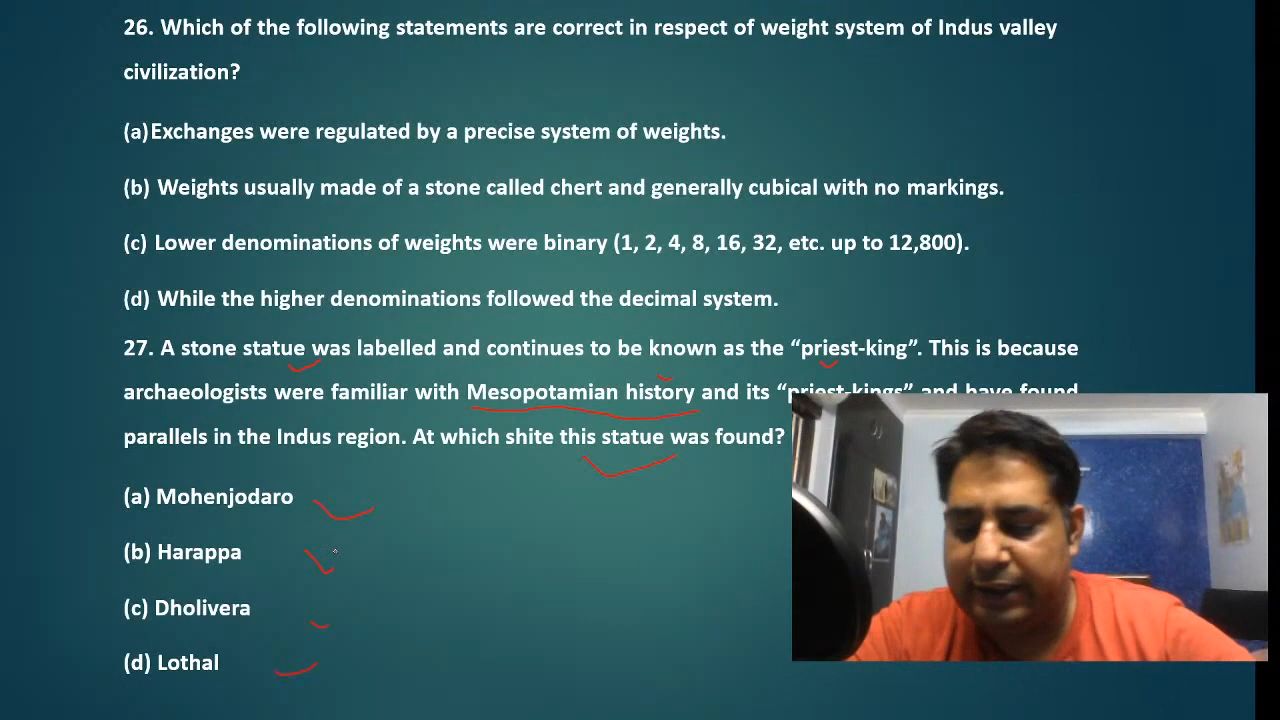 26. Which of the following statements are correct in respect of weight system of Indus valley
civilization?
(a)Exchanges were regulated by a precise system of weights.
(b) Weights usually made of a stone called chert and generally cubical with no markings.
(c) Lower denominations of weights were binary (1, 2, 4, 8, 16, 32, etc. up to 12,800).
(d) While the higher denominations followed the decimal system.
27. A stone statue was labelled and continues to be known as the “priest-king”. This is because
archaeologists were familiar with Mesopotamian history and its “priest-kings” and have found
parallels in the Indus region. At which shite this statue was found?
(a) Mohenjodaro
(b) Harappa
(c) Dholivera
(d) Lothal